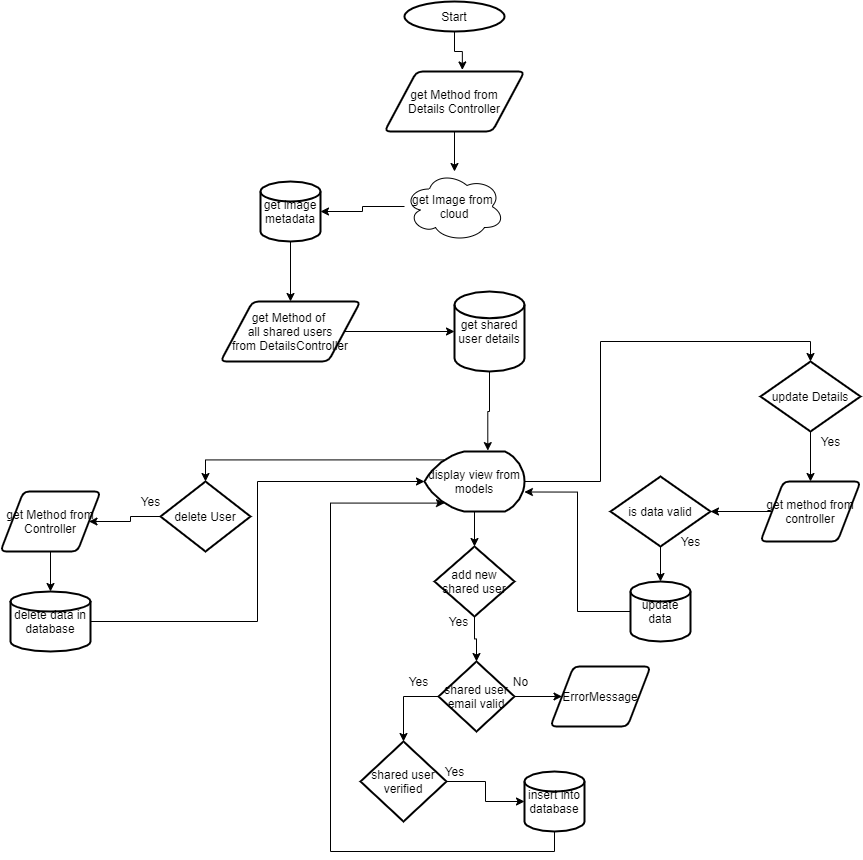 Start
get Method from
Details Controller
get Image from
cloud
get image
metadata
get Method of
all shared users
from DetailsController
get shared
user details
update Details
Yes
display view from
models
get method from
controller
is data valid
Yes
update
data
Yes
delete User
get Method from
Controller
delete data in
database
add new
shared user
Yes
shared user
email valid
Yes
No
ErrorMessage
shared user
verified
Yes
insert into
database